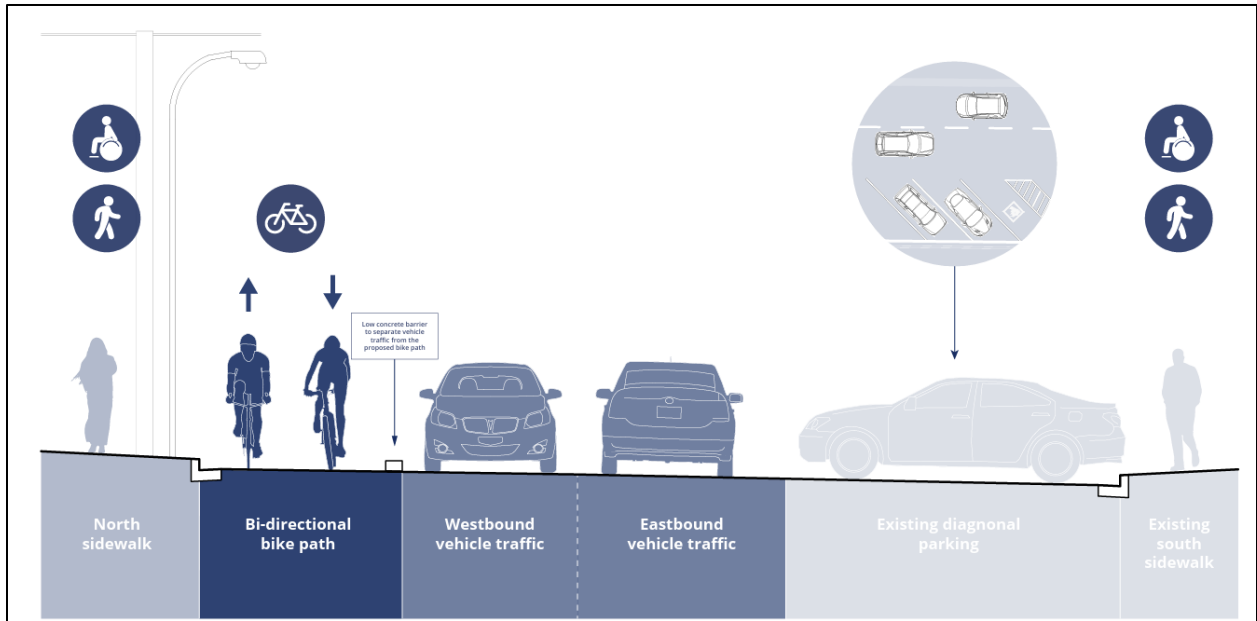 Low concrete barrier
to separate vehicle
traffic from the
proposed bike path
North
sidewalk
Bi-directional
bike path
Westbound
vehicle traffic
Eastbound
vehicle traffic
Existing diagnonal
parking
Existing
south
sidewalk